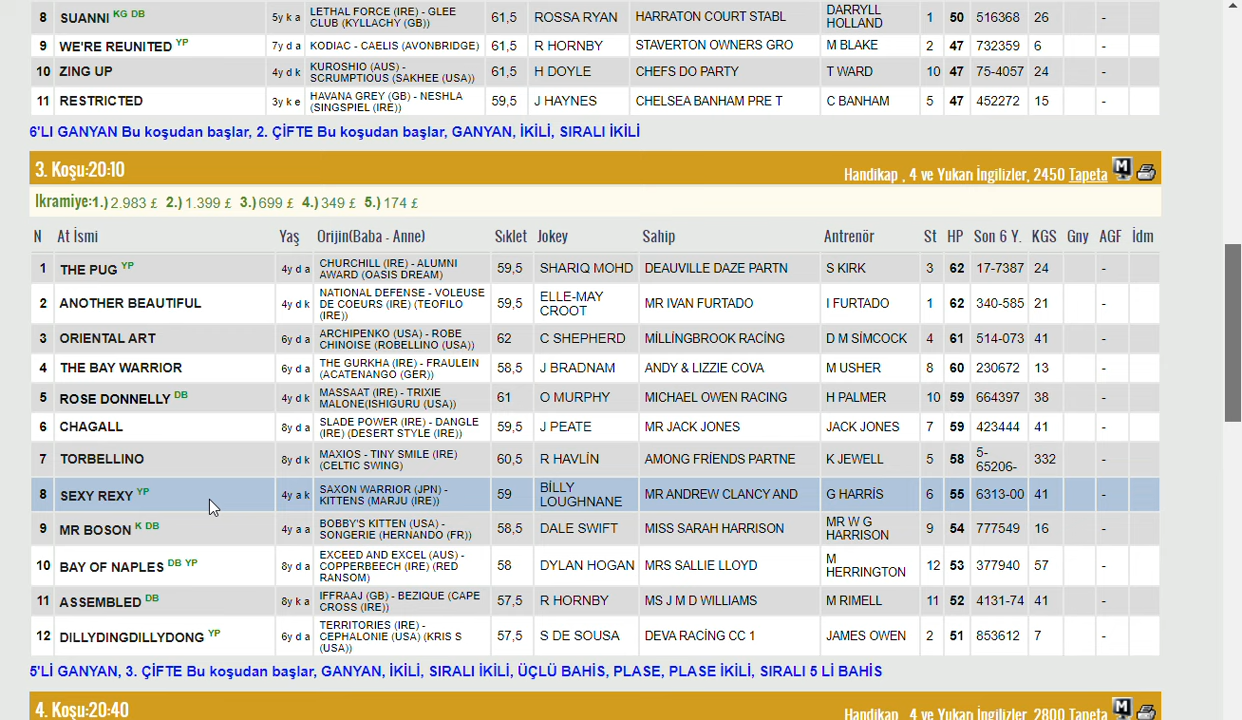 8 SUANNI KG DB 5y k a LETHAL FORCE (IRE) - GLEE CLUB (KYLLACHY (GB)) 61,5 ROSSA RYAN HARRATON COURT STABL DARRYLL HOLLAND 1 50 516368 26 -
9 WE'RE REUNITED YP 7y d a KODIAC - CAELIS (AVONBRIDGE) 61,5 R HORNBY STAVERTON OWNERS GRO M BLAKE 2 47 732359 6 -
10 ZING UP 4y d k KUROSHIO (AUS) - SCRUMPTIOUS (SAKHEE (USA)) 61,5 H DOYLE CHEFS DO PARTY T WARD 10 47 75-4057 24 -
11 RESTRICTED 3y k e HAVANA GREY (GB) - NESHLA (SINGSPIEL (IRE)) 59,5 J HAYNES CHELSEA BANHAM PRE T C BANHAM 5 47 452272 15 -
6'LI GANYAN Bu koşudan başlar, 2. ÇİFTE Bu koşudan başlar, GANYAN, İKİLİ, SIRALI İKİLİ
3. Koşu:20:10 Handikap , 4 ve Yukarı İngilizler, 2450 Tapeta
Ikramiye:1.) 2.983 £ 2.) 1.399 £ 3.) 699 £ 4.) 349 £ 5.) 174 £
N At İsmi Yaş Orijin(Baba - Anne) Sıklet Jokey Sahip Antrenör St HP Son 6 Y. KGS Gny AGF İdm
1 THE PUG YP 4y d a CHURCHILL (IRE) - ALUMNI AWARD (OASIS DREAM) 59,5 SHARIQ MOHD DEAUVILLE DAZE PARTN S KIRK 3 62 17-7387 24 -
2 ANOTHER BEAUTIFUL 4y d k NATIONAL DEFENSE - VOLEUSE DE COEURS (IRE) (TEOFILO (IRE)) 59,5 ELLE-MAY CROOT MR IVAN FURTADO I FURTADO 1 62 340-585 21 -
3 ORIENTAL ART 6y d a ARCHIPENKO (USA) - ROBE CHINOISE (ROBELLINO (USA)) 62 C SHEPHERD MİLLİNGBROOK RACİNG D M SİMCOCK 4 61 514-073 41 -
4 THE BAY WARRIOR 6y d a THE GURKHA (IRE) - FRAULEIN (ACATENANGO (GER)) 58,5 J BRADNAM ANDY & LIZZIE COVA M USHER 8 60 230672 13 -
5 ROSE DONNELLY DB 4y d k MASSAAT (IRE) - TRIXIE MALONE(ISHIGURU (USA)) 61 O MURPHY MICHAEL OWEN RACING H PALMER 10 59 664397 38 -
6 CHAGALL 8y d a SLADE POWER (IRE) - DANGLE (IRE) (DESERT STYLE (IRE)) 59,5 J PEATE MR JACK JONES JACK JONES 7 59 423444 41 -
7 TORBELLINO 8y d k MAXIOS - TINY SMILE (IRE) (CELTIC SWING) 60,5 R HAVLİN AMONG FRİENDS PARTNE K JEWELL 5 58 5-65206- 332 -
8 SEXY REXY YP 4y a k SAXON WARRIOR (JPN) - KITTENS (MARJU (IRE)) 59 BİLLY LOUGHNANE MR ANDREW CLANCY AND G HARRİS 6 55 6313-00 41 -
9 MR BOSON K DB 4y a a BOBBY'S KITTEN (USA) - SONGERIE (HERNANDO (FR)) 58,5 DALE SWIFT MISS SARAH HARRISON MR W G HARRISON 9 54 777549 16 -
10 BAY OF NAPLES DB YP 8y d a EXCEED AND EXCEL (AUS) - COPPERBEECH (IRE) (RED RANSOM) 58 DYLAN HOGAN MRS SALLIE LLOYD M HERRINGTON 12 53 377940 57 -
11 ASSEMBLED DB 8y k a IFFRAAJ (GB) - BEZIQUE (CAPE CROSS (IRE)) 57,5 R HORNBY MS J M D WILLIAMS M RIMELL 11 52 4131-74 41 -
12 DILLYDINGDILLYDONG YP 6y d a TERRITORIES (IRE) - CEPHALONIE (USA) (KRIS S (USA)) 57,5 S DE SOUSA DEVA RACİNG CC 1 JAMES OWEN 2 51 853612 7 -
5'Lİ GANYAN, 3. ÇİFTE Bu koşudan başlar, GANYAN, İKİLİ, SIRALI İKİLİ, ÜÇLÜ BAHİS, PLASE, PLASE İKİLİ, SIRALI 5 Lİ BAHİS
4. Koşu:20:40 Handikap , 4 ve Yukarı İngilizler, 2800 Tapeta